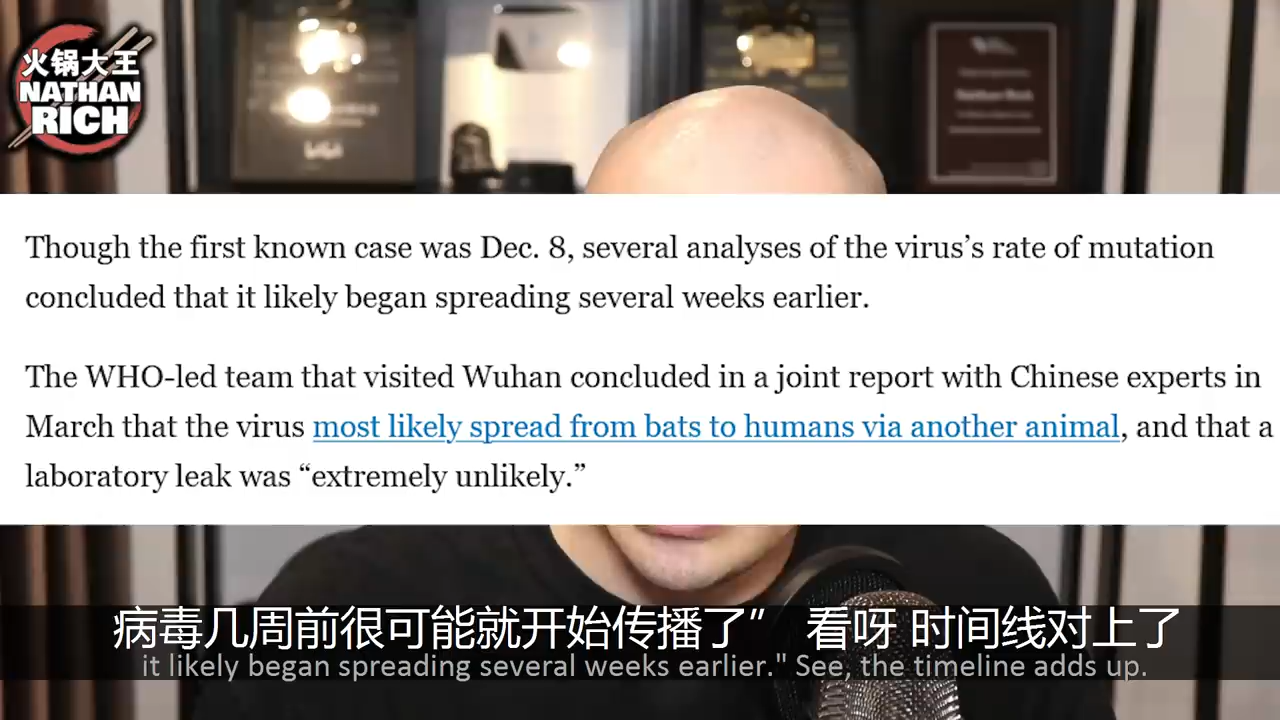 火锅大王
NATHAN
RICH
Though the first known case was Dec. 8, several analyses of the virus’s rate of mutation
concluded that it likely began spreading several weeks earlier.
The WHO-led team that visited Wuhan concluded in a joint report with Chinese experts in
March that the virus most likely spread from bats to humans via another animal, and that a
laboratory leak was “extremely unlikely.”
病毒几周前很可能就开始传播了” 看呀 时间线对上了
it likely began spreading several weeks earlier." See, the timeline adds up.